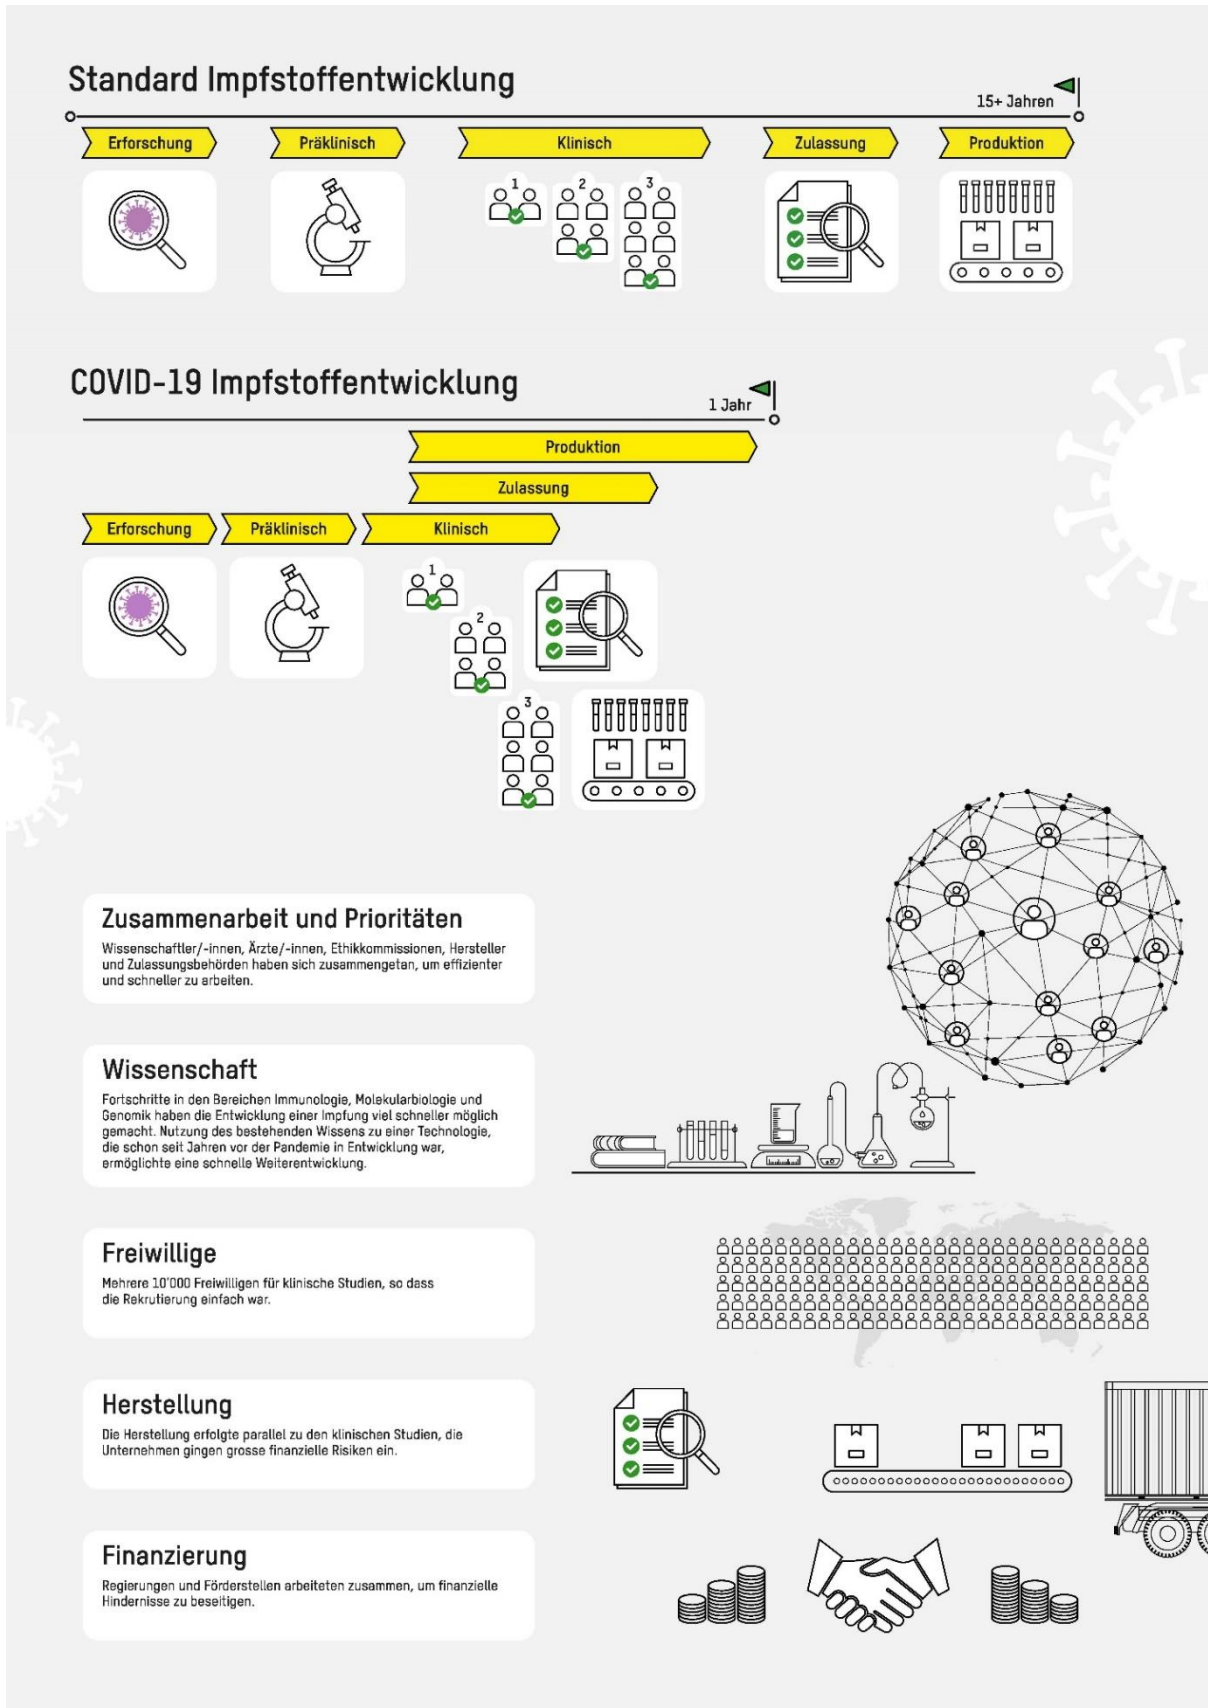 Standard Impfstoffentwicklung
15+ Jahren
Erforschung
Präklinisch
Klinisch
Zulassung
Produktion
1
2
3
COVID-19 Impfstoffentwicklung
1 Jahr
Produktion
Zulassung
Erforschung
Präklinisch
Klinisch
1
2
3
Zusammenarbeit und Prioritäten
Wissenschaftler/-innen, Ärzte/-innen, Ethikkommissionen, Hersteller
und Zulassungsbehörden haben sich zusammengetan, um effizienter
und schneller zu arbeiten.
Wissenschaft
Fortschritte in den Bereichen Immunologie, Molekularbiologie und
Genomik haben die Entwicklung einer Impfung viel schneller möglich
gemacht. Nutzung des bestehenden Wissens zu einer Technologie,
die schon seit Jahren vor der Pandemie in Entwicklung war,
ermöglichte eine schnelle Weiterentwicklung.
Freiwillige
Mehrere 10'000 Freiwilligen für klinische Studien, so dass
die Rekrutierung einfach war.
Herstellung
Die Herstellung erfolgte parallel zu den klinischen Studien, die
Unternehmen gingen grosse finanzielle Risiken ein.
Finanzierung
Regierungen und Förderstellen arbeiteten zusammen, um finanzielle
Hindernisse zu beseitigen.